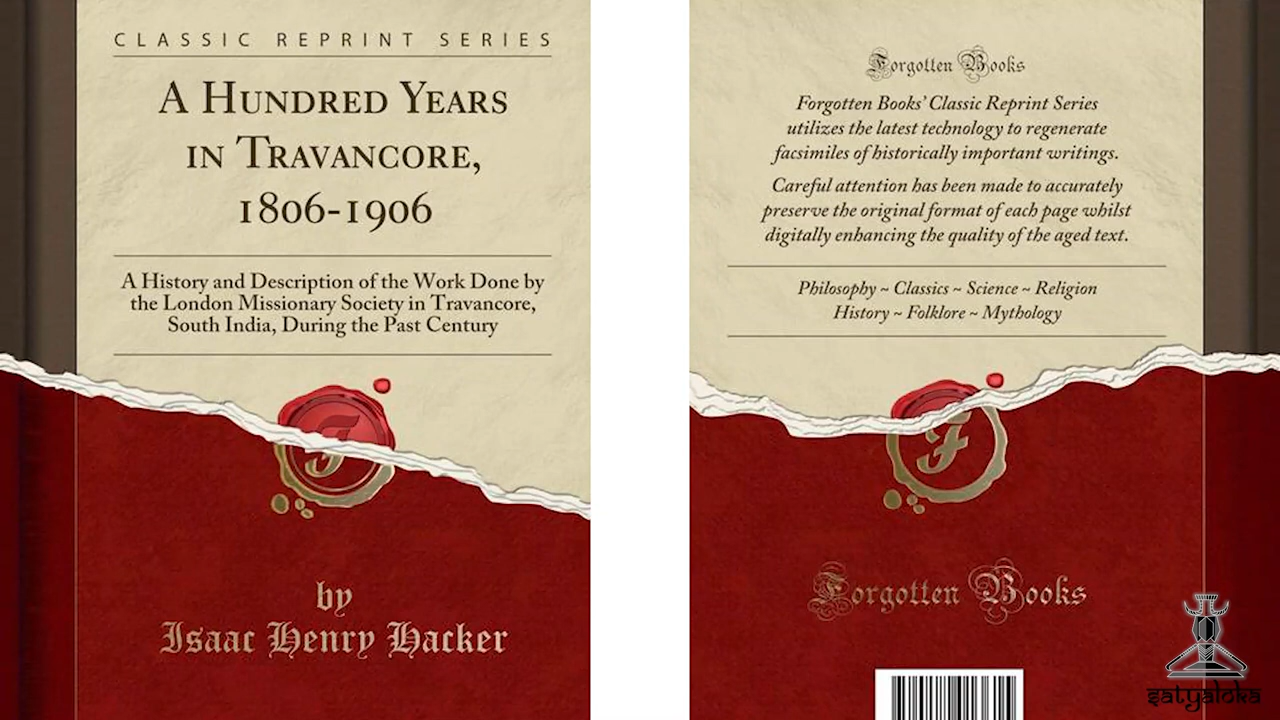 CLASSIC REPRINT SERIES
A HUNDRED YEARS
IN TRAVANCORE,
1806-1906
A History and Description of the Work Done by
the London Missionary Society in Travancore,
South India, During the Past Century
F
by
Isaac Henry Hacker
Forgotten Books
Forgotten Books' Classic Reprint Series
utilizes the latest technology to regenerate
facsimiles of historically important writings.
Careful attention has been made to accurately
preserve the original format of each page whilst
digitally enhancing the quality of the aged text.
Philosophy ~ Classics ~ Science ~ Religion
History ~ Folklore ~ Mythology
F
Forgotten Books
satyaloka